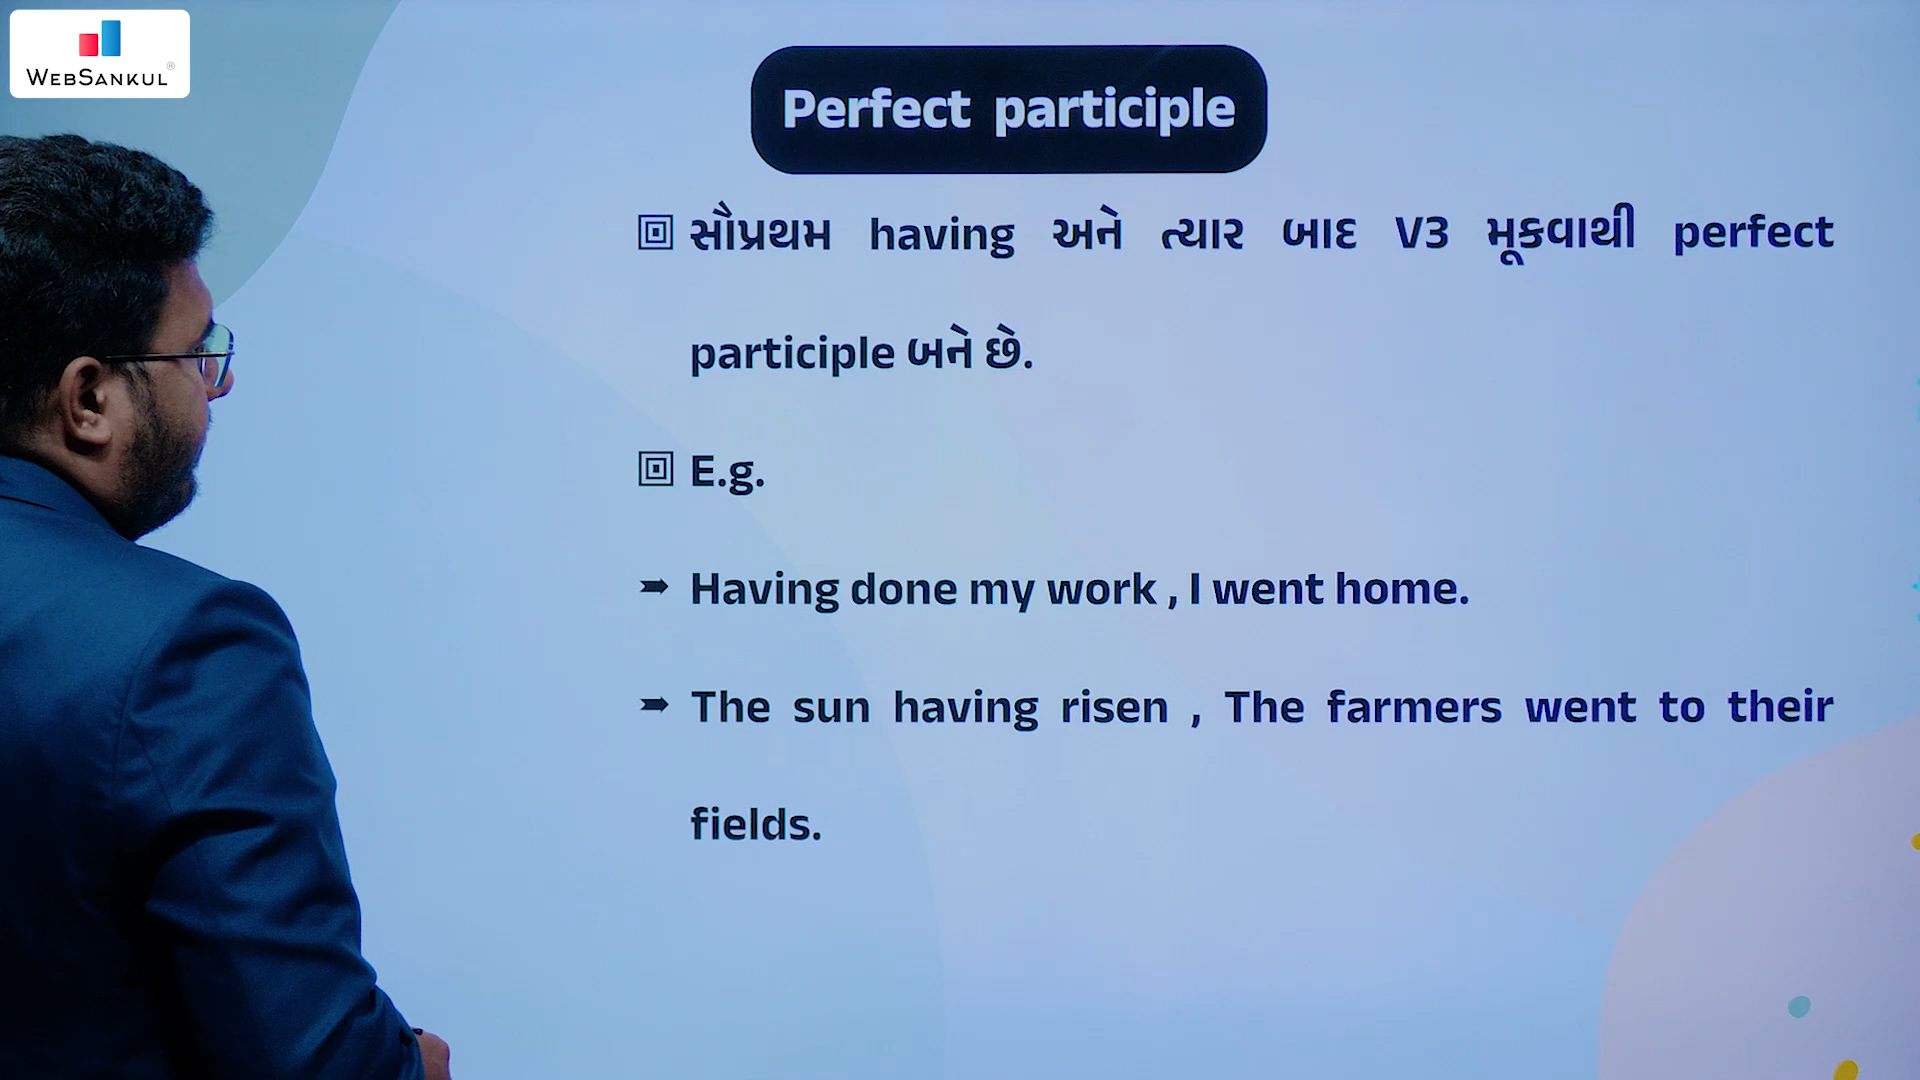 WEBSANKUL®
Perfect participle
સૌપ્રથમ having અને ત્યાર બાદ V3 મૂકવાથી perfect
participle બને છે.
E.g.
➡ Having done my work , I went home.
➡ The sun having risen , The farmers went to their
fields.